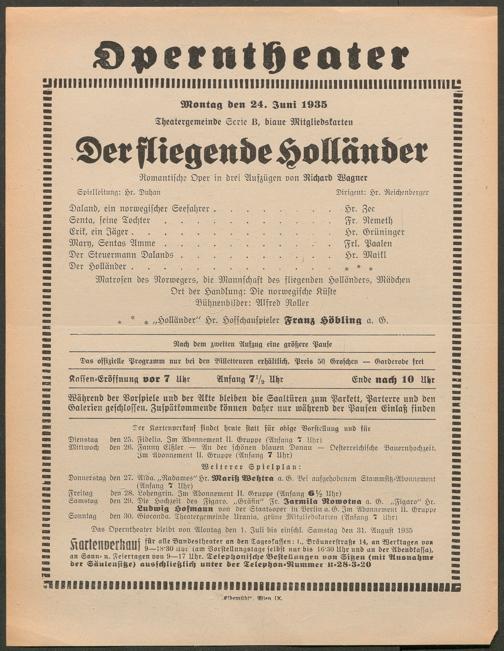 Operntheater
Montag den 24. Juni 1935
Theatergemeinde Serie B, blaue Mitgliedskarten
Der fliegende Holländer
Romantische Oper in drei Aufzügen von Richard Wagner
Spielleitung: Hr. Duhan Dirigent: Hr. Reichenberger
Daland, ein norwegischer Seefahrer . . . . . . . . . Hr. Zec
Senta, seine Tochter . . . . . . . . . Fr. Nemeth
Erik, ein Jäger . . . . . . . . . Hr. Grüninger
Mary, Sentas Amme . . . . . . . . . Frl. Paalen
Der Steuermann Dalands . . . . . . . . . Hr. Maikl
Der Holländer . . . . . . . . . * * *
Matrosen des Norwegers, die Mannschaft des fliegenden Holländers, Mädchen
Ort der Handlung: Die norwegische Küste
Bühnenbilder: Alfred Roller
* * * „Holländer" Hr. Hofschauspieler Franz Höbling a. G.
Nach dem zweiten Aufzug eine größere Pause
Das offizielle Programm nur bei den Billetteuren erhältlich. Preis 50 Groschen — Garderobe frei
Kassen-Eröffnung vor 7 Uhr Anfang 7½ Uhr Ende nach 10 Uhr
Während der Vorspiele und der Akte bleiben die Saaltüren zum Parkett, Parterre und den
Galerien geschlossen. Zuspätkommende können daher nur während der Pausen Einlaß finden
Der Kartenverkauf findet heute statt für obige Vorstellung und für
Dienstag den 25. Fidelio. Im Abonnement II. Gruppe (Anfang 7 Uhr)
Mittwoch den 26. Fanny Elßler — An der schönen blauen Donau — Oesterreichische Bauernhochzeit.
Im Abonnement II. Gruppe (Anfang 7 Uhr)
Weiterer Spielplan:
Donnerstag den 27. Aida. „Radames" Hr. a. G. Bei aufgehobenem Stammsitz-Abonnement
(Anfang 7 Uhr)
Freitag den 28. Lohengrin. Im Abonnement II. Gruppe (Anfang 6½ Uhr)
Samstag den 29. Die Hochzeit des Figaro. „Gräfin" Fr. Jarmila Novotna a. G. „Figaro" Hr.
Ludwig Hofmann von der Staatsoper in Berlin a. G. Im Abonnement II. Gruppe (Anfang 7 Uhr)
Sonntag den 30. Gioconda. Theatergemeinde Urania, grüne Mitgliedskarten (Anfang 7 Uhr)
Das Operntheater bleibt von Montag den 1. Juli bis einschl. Samstag den 31. August 1935
Kartenverkauf für alle Bundestheater an den Tageskassen: I., Bräunerstraße 14, an Werktagen von
9—18'30 Uhr (am Vorstellungstag selbst nur bis 16'30 Uhr und an der Abendkassa),
an Sonn- u. Feiertagen von 9—17 Uhr. Telephonische Bestellungen von Sitzen (mit Ausnahme
der Säulensitze) ausschließlich unter der Telephon-Nummer R-28-3-20
„Elbemühl", Wien IX.